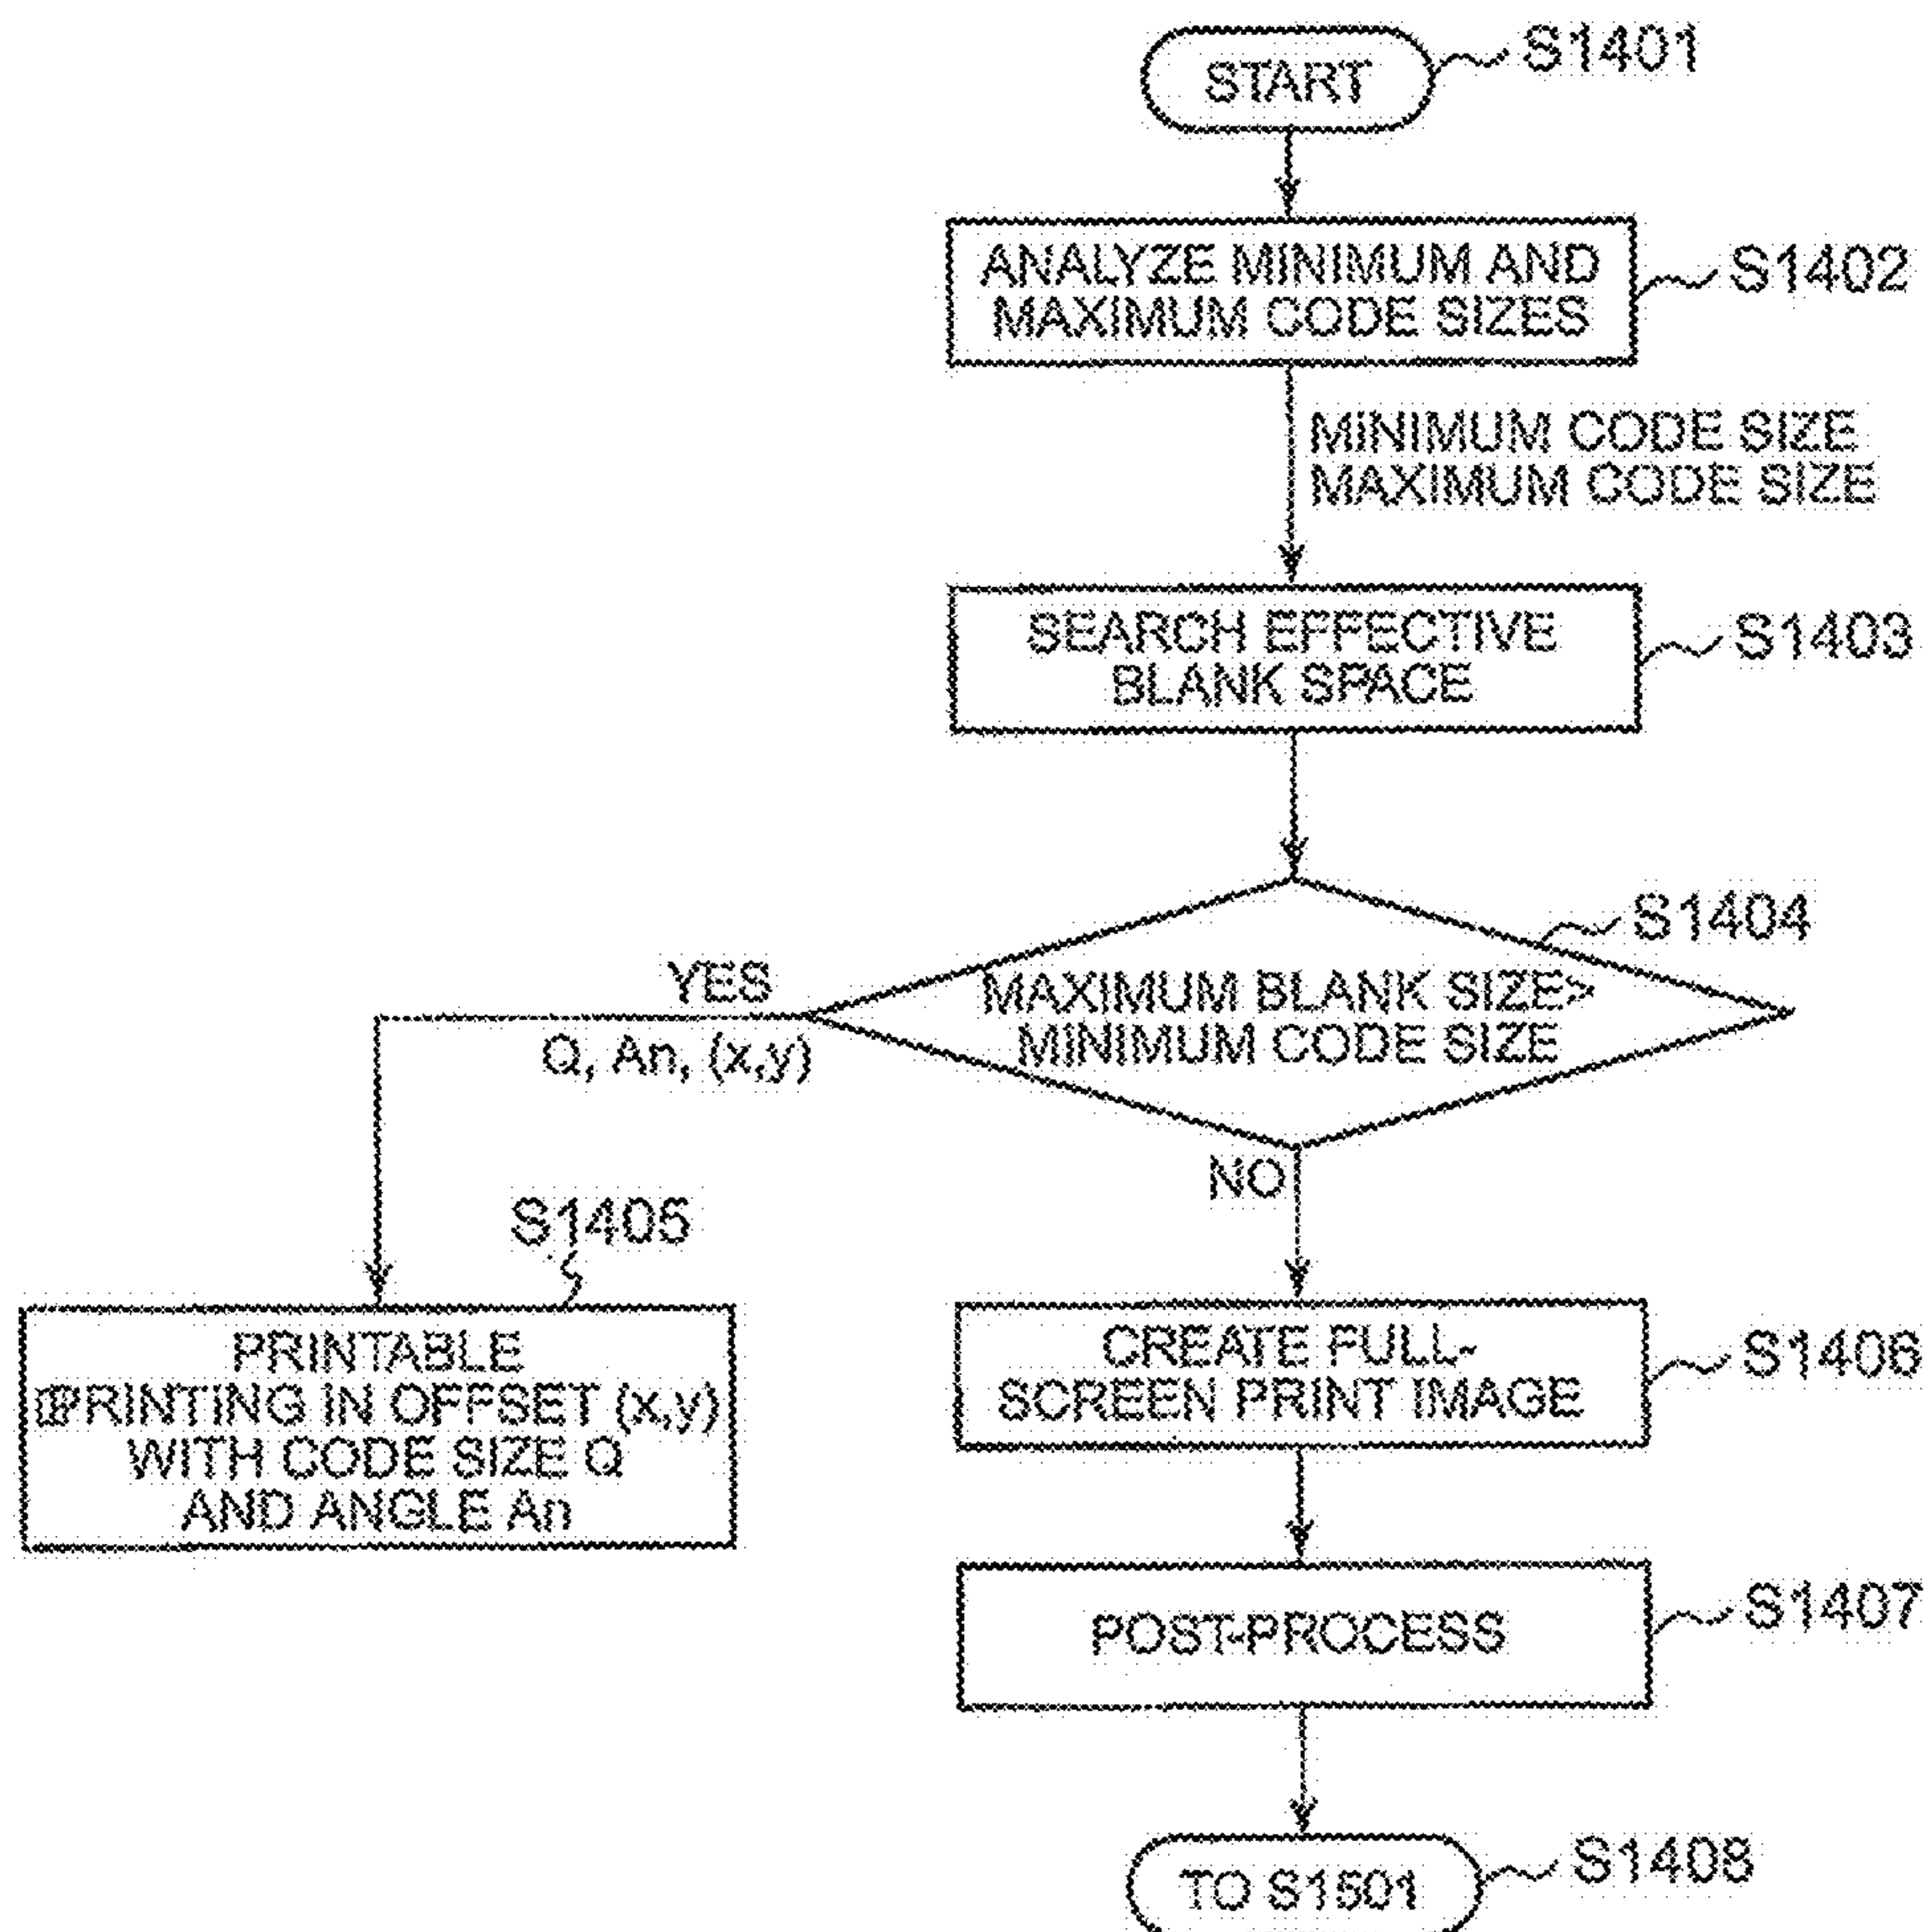 START
S1401
ANALYZE MINIMUM AND
MAXIMUM CODE SIZES
S1402
MINIMUM CODE SIZE
MAXIMUM CODE SIZE
SEARCH EFFECTIVE
BLANK SPACE
S1403
S1404
MAXIMUM BLANK SIZE>
MINIMUM CODE SIZE
YES
Q, An, (x,y)
NO
S1405
PRINTABLE
PRINTING IN OFFSET (x,y)
WITH CODE SIZE Q
AND ANGLE An
CREATE FULL-
SCREEN PRINT IMAGE
S1406
POST-PROCESS
S1407
TO S1501
S1408